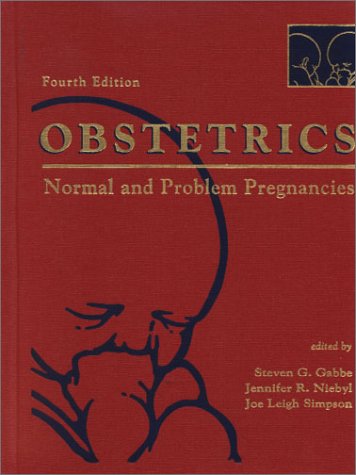 Fourth Edition
OBSTETRICS
Normal and Problem Pregnancies
edited by
Steven G. Gabbe
Jennifer R. Niebyl
Joe Leigh Simpson